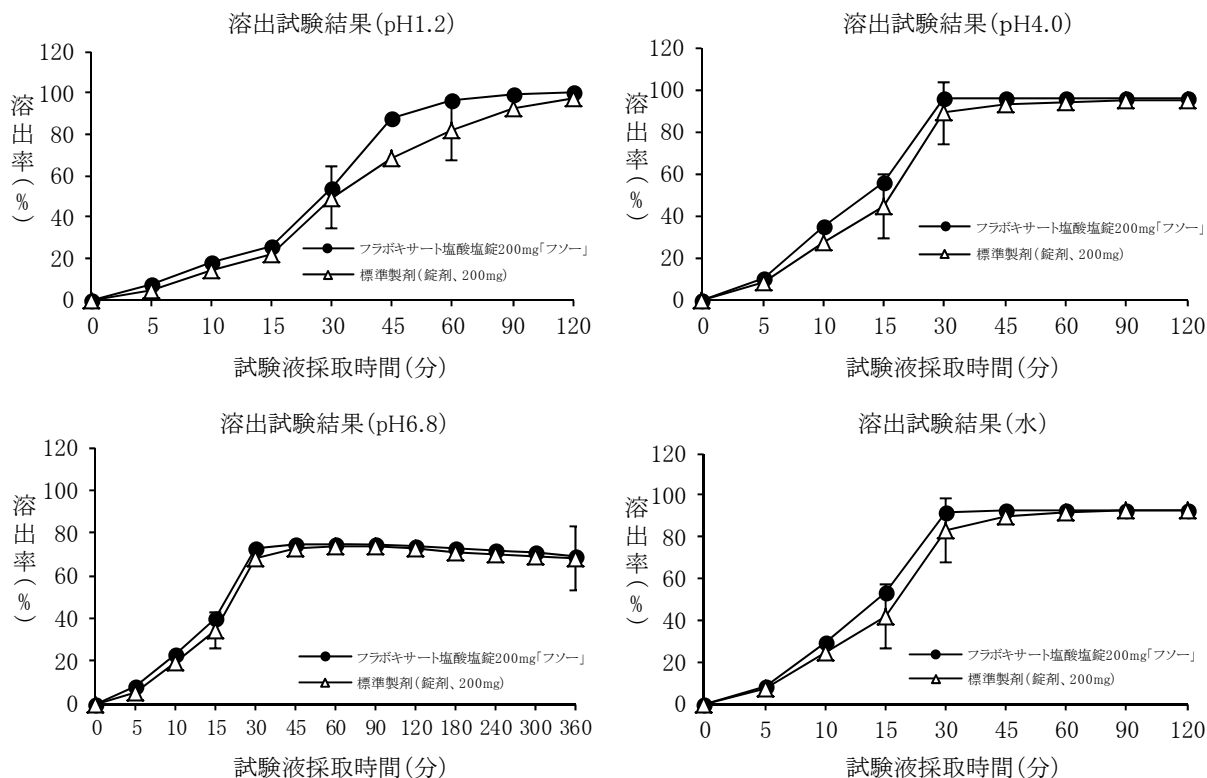 溶出試験結果(pH1.2)
120
100
80
60
40
20
0
溶出率(%)
フラボキサート塩酸塩錠200mg「フソー」
標準製剤(錠剤、200mg)
0 5 10 15 30 45 60 90 120
試験液採取時間(分)
溶出試験結果(pH4.0)
120
100
80
60
40
20
0
溶出率(%)
フラボキサート塩酸塩錠200mg「フソー」
標準製剤(錠剤、200mg)
0 5 10 15 30 45 60 90 120
試験液採取時間(分)
溶出試験結果(pH6.8)
120
100
80
60
40
20
0
溶出率(%)
フラボキサート塩酸塩錠200mg「フソー」
標準製剤(錠剤、200mg)
0 5 10 15 30 45 60 90 120 180 240 300 360
試験液採取時間(分)
溶出試験結果(水)
120
100
80
60
40
20
0
溶出率(%)
フラボキサート塩酸塩錠200mg「フソー」
標準製剤(錠剤、200mg)
0 5 10 15 30 45 60 90 120
試験液採取時間(分)